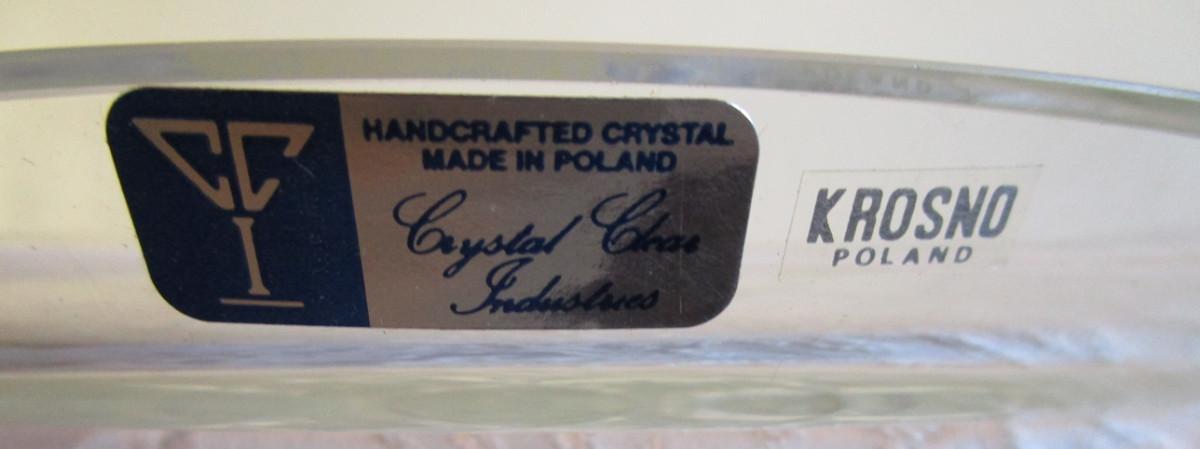 CC
HANDCRAFTED CRYSTAL
MADE IN POLAND
Crystal Clear
Industries
KROSNO
POLAND